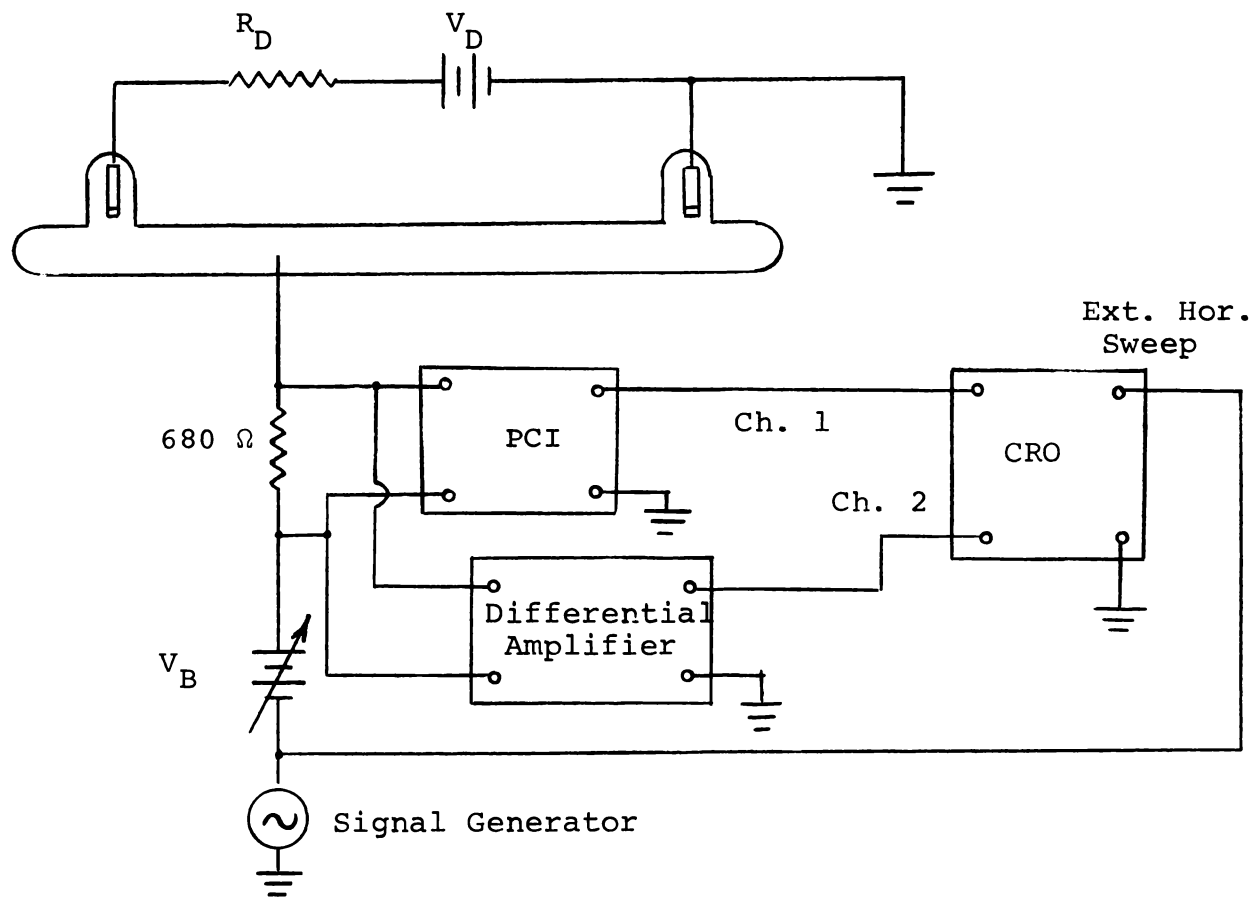 R_D
V_D
Ext. Hor.
Sweep
680 Ω
PCI
Ch. 1
CRO
Ch. 2
Differential
Amplifier
V_B
Signal Generator